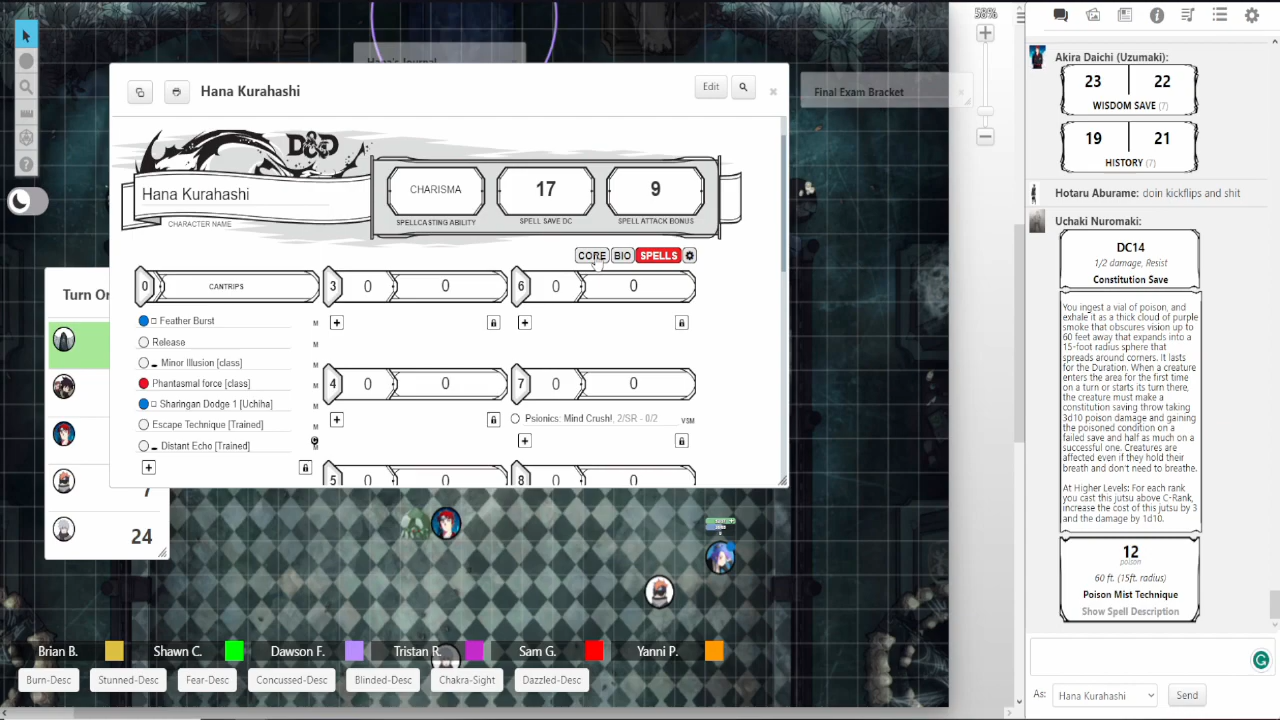 58%
Hana's Journal
Hana Kurahashi
Edit
Final Exam Bracket
D&D
Hana Kurahashi
CHARACTER NAME
CHARISMA
17
9
SPELLCASTING ABILITY
SPELL SAVE DC
SPELL ATTACK BONUS
CORE
BIO
SPELLS
0
CANTRIPS
3
0
0
6
0
0
Feather Burst
M
Release
M
Minor Illusion [class]
M
Phantasmal force [class]
M
Sharingan Dodge 1 [Uchiha]
M
Escape Technique [Trained]
M
Distant Echo [Trained]
M
4
0
0
7
0
0
Psionics: Mind Crush!, 2/SR - 0/2
VSM
5
0
0
8
0
0
Turn Or
24
Akira Daichi (Uzumaki):
23
22
WISDOM SAVE (7)
19
21
HISTORY (7)
Hotaru Aburame: doin kickflips and shit
Uchaki Nuromaki:
DC14
1/2 damage, Resist
Constitution Save
You ingest a vial of poison, and
exhale it as a thick cloud of purple
smoke that obscures vision up to
60 feet away that expands into a
15-foot radius sphere that
spreads around corners. It lasts
for the Duration. When a creature
enters the area for the first time
on a turn or starts its turn there,
the creature must make a
constitution saving throw taking
3d10 poison damage and gaining
the poisoned condition on a
failed save and half as much on a
successful one. Creatures are
affected even if they hold their
breath and don't need to breathe.
At Higher Levels: For each rank
you cast this jutsu above C-Rank,
increase the cost of this jutsu by 3
and the damage by 1d10.
12
poison
60 ft. (15ft. radius)
Poison Mist Technique
Show Spell Description
Brian B.
Shawn C.
Dawson F.
Tristan R.
Sam G.
Yanni P.
Burn-Desc
Stunned-Desc
Fear-Desc
Concussed-Desc
Blinded-Desc
Chakra-Sight
Dazzled-Desc
As:
Hana Kurahashi
Send